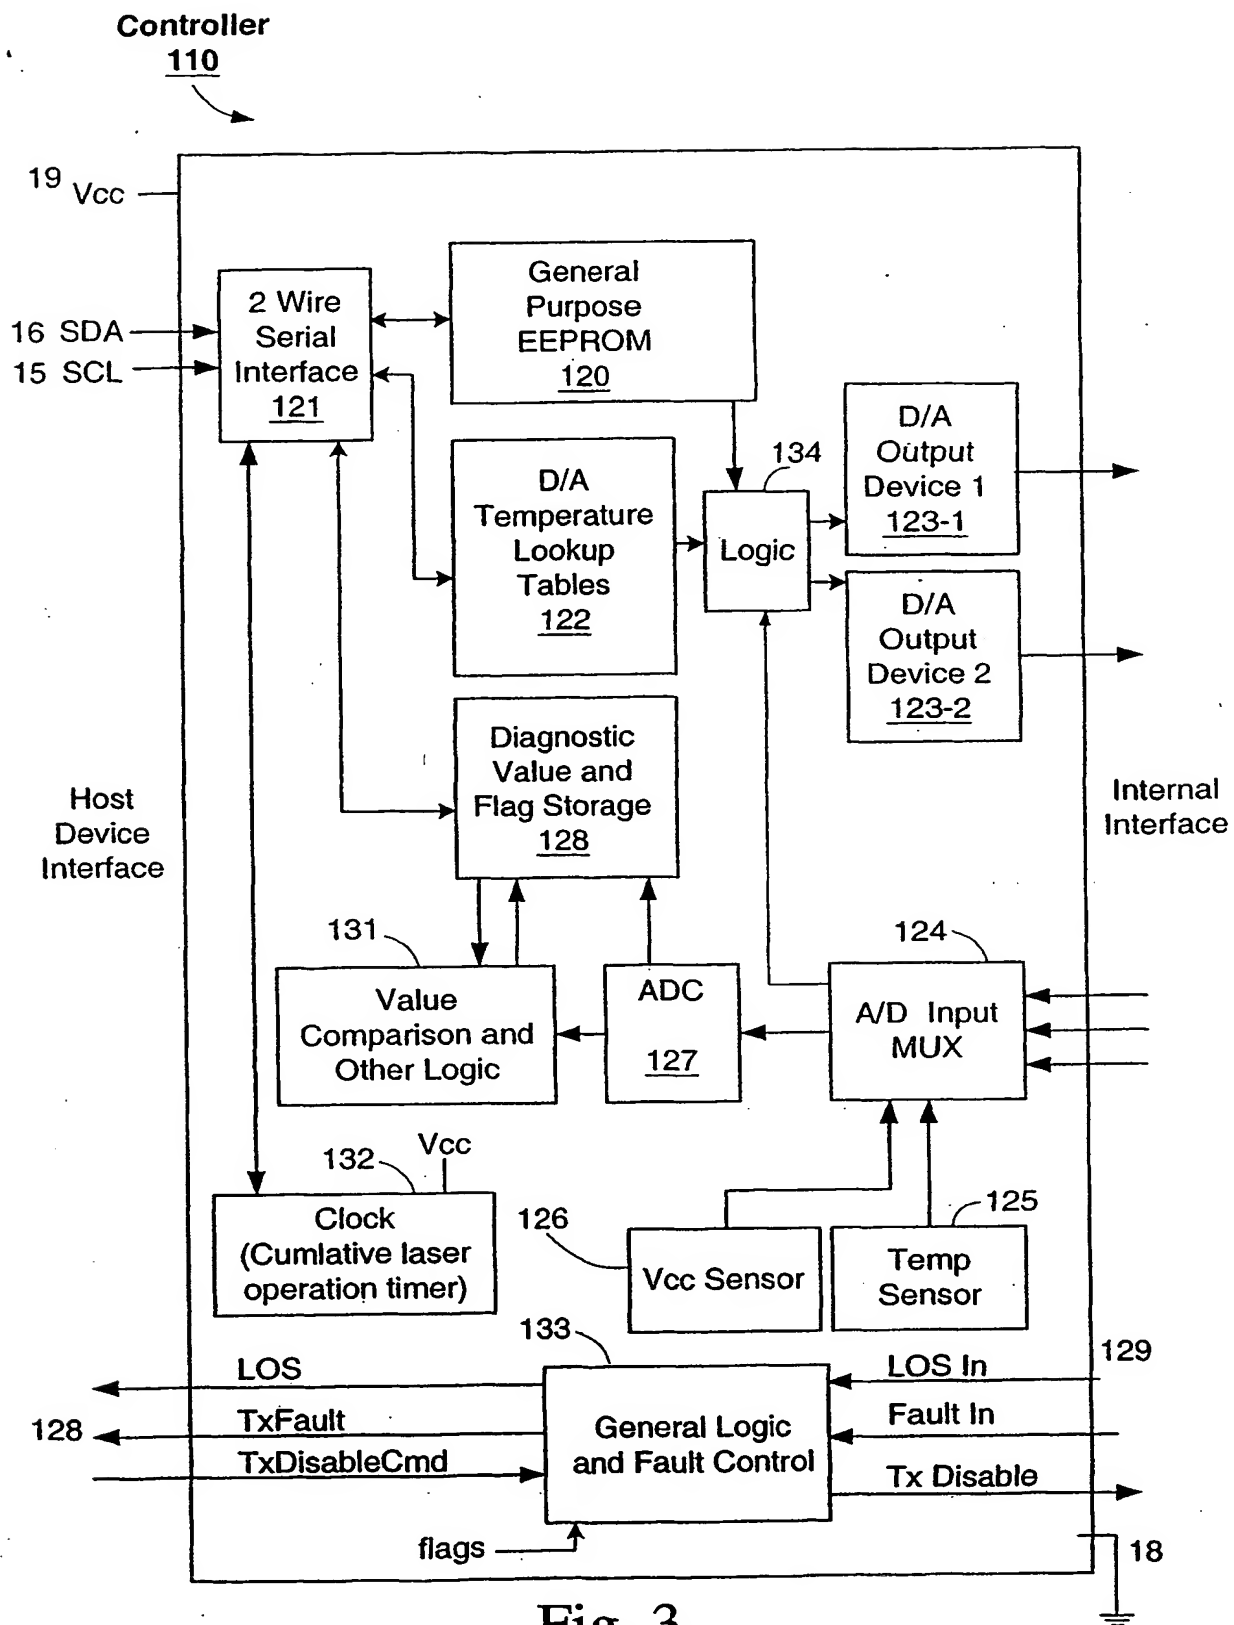 Controller
110
19 Vcc
16 SDA
15 SCL
2 Wire
Serial
Interface
121
General
Purpose
EEPROM
120
D/A
Temperature
Lookup
Tables
122
134
Logic
D/A
Output
Device 1
123-1
D/A
Output
Device 2
123-2
Diagnostic
Value and
Flag Storage
128
Host
Device
Interface
Internal
Interface
131
Value
Comparison and
Other Logic
ADC
127
124
A/D Input
MUX
132
Vcc
Clock
(Cumlative laser
operation timer)
126
Vcc Sensor
125
Temp
Sensor
133
General Logic
and Fault Control
LOS
TxFault
TxDisableCmd
128
LOS In
Fault In
Tx Disable
129
flags
18
Fig. 3